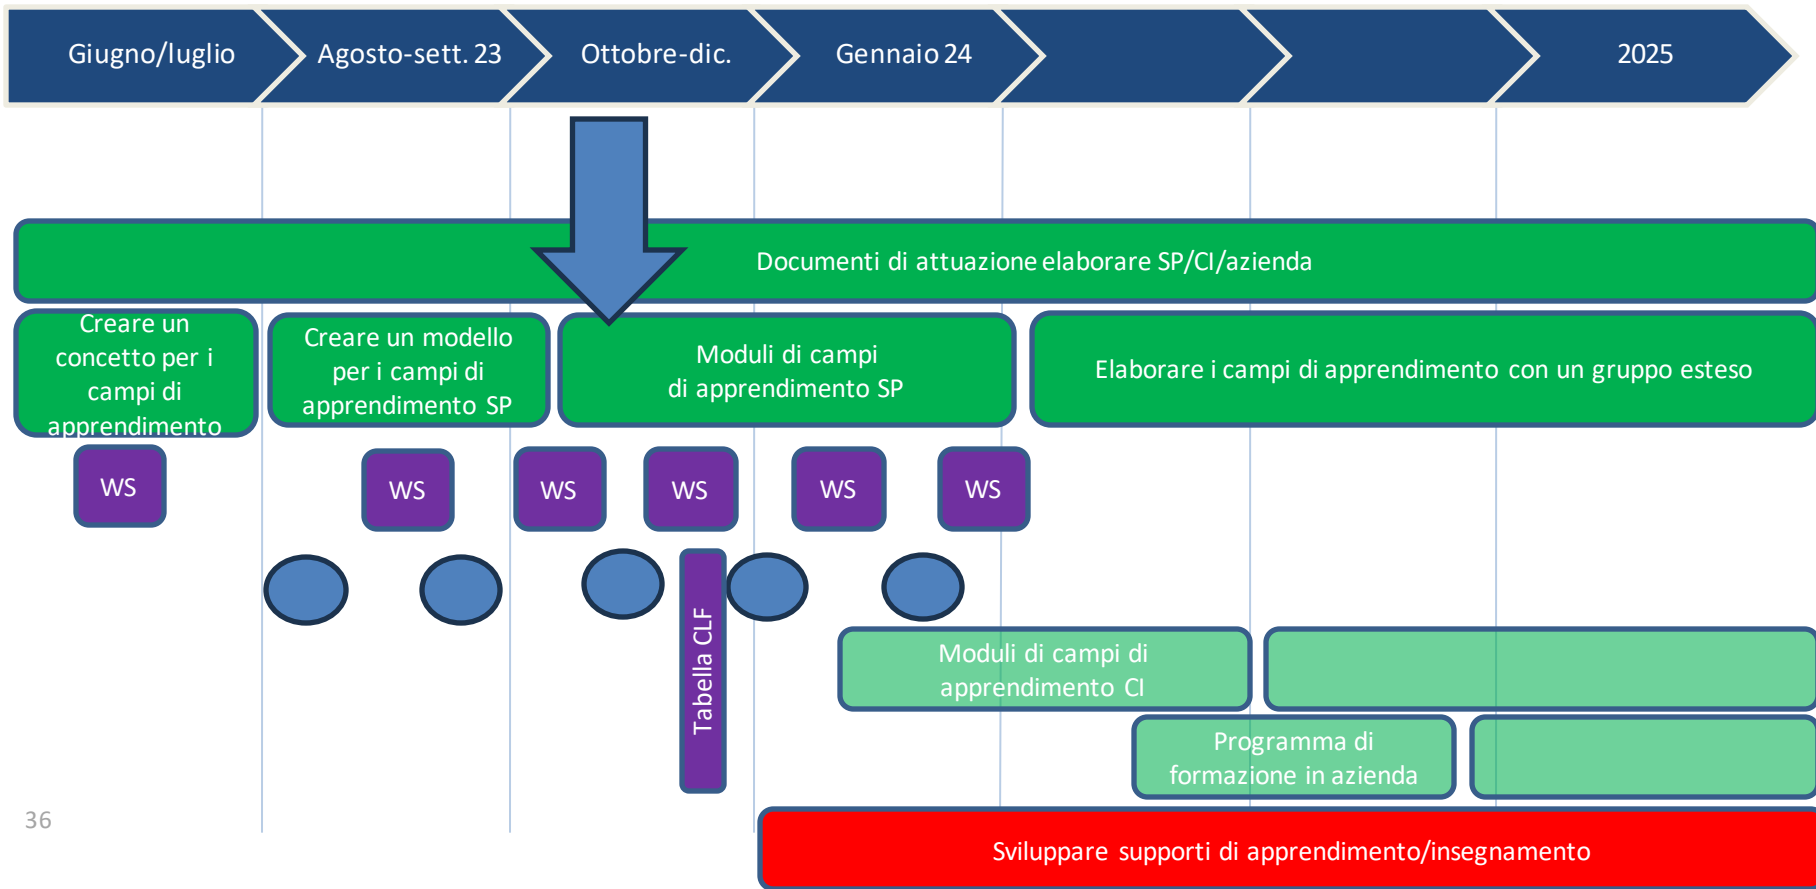 Giugno/luglio
Agosto-sett. 23
Ottobre-dic.
Gennaio 24
2025
Documenti di attuazione elaborare SP/CI/azienda
Creare un
concetto per i
campi di
apprendimento
Creare un modello
per i campi di
apprendimento SP
Moduli di campi
di apprendimento SP
Elaborare i campi di apprendimento con un gruppo esteso
WS
WS
WS
WS
WS
WS
Tabella CLF
Moduli di campi di
apprendimento CI
Programma di
formazione in azienda
Sviluppare supporti di apprendimento/insegnamento
36